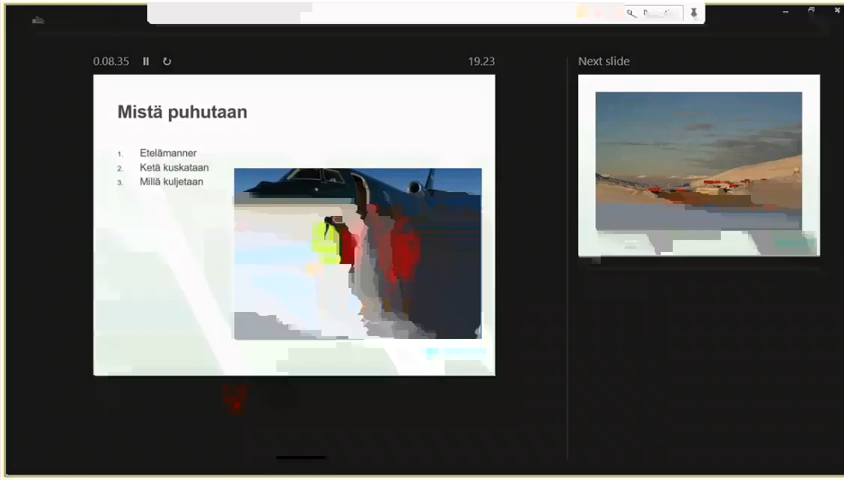 0.08.35
19.23
Next slide
Mistä puhutaan
1. Etelämanner
2. Ketä kuskataan
3. Millä kuljetaan